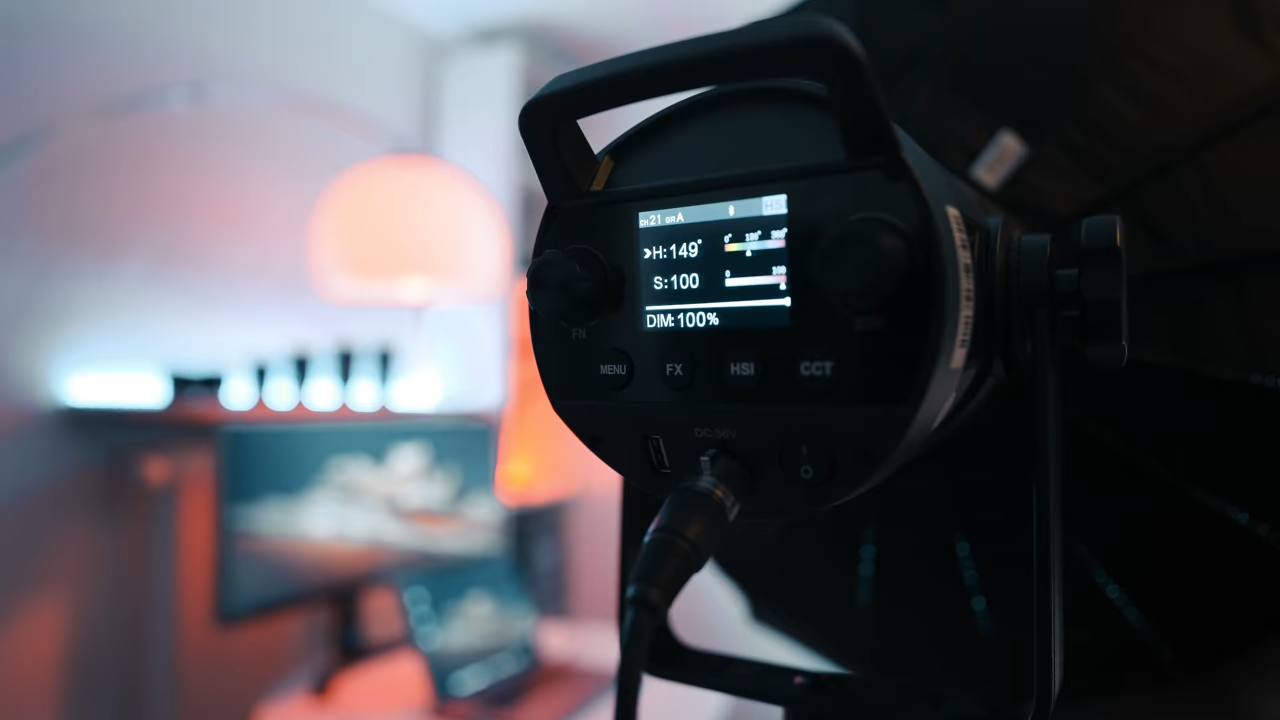 CH 21 GR A HSI
0° 180° 360°
H: 149°
0 100
S: 100
DIM: 100%
FN
MENU FX HSI CCT
DC:36V
I
O